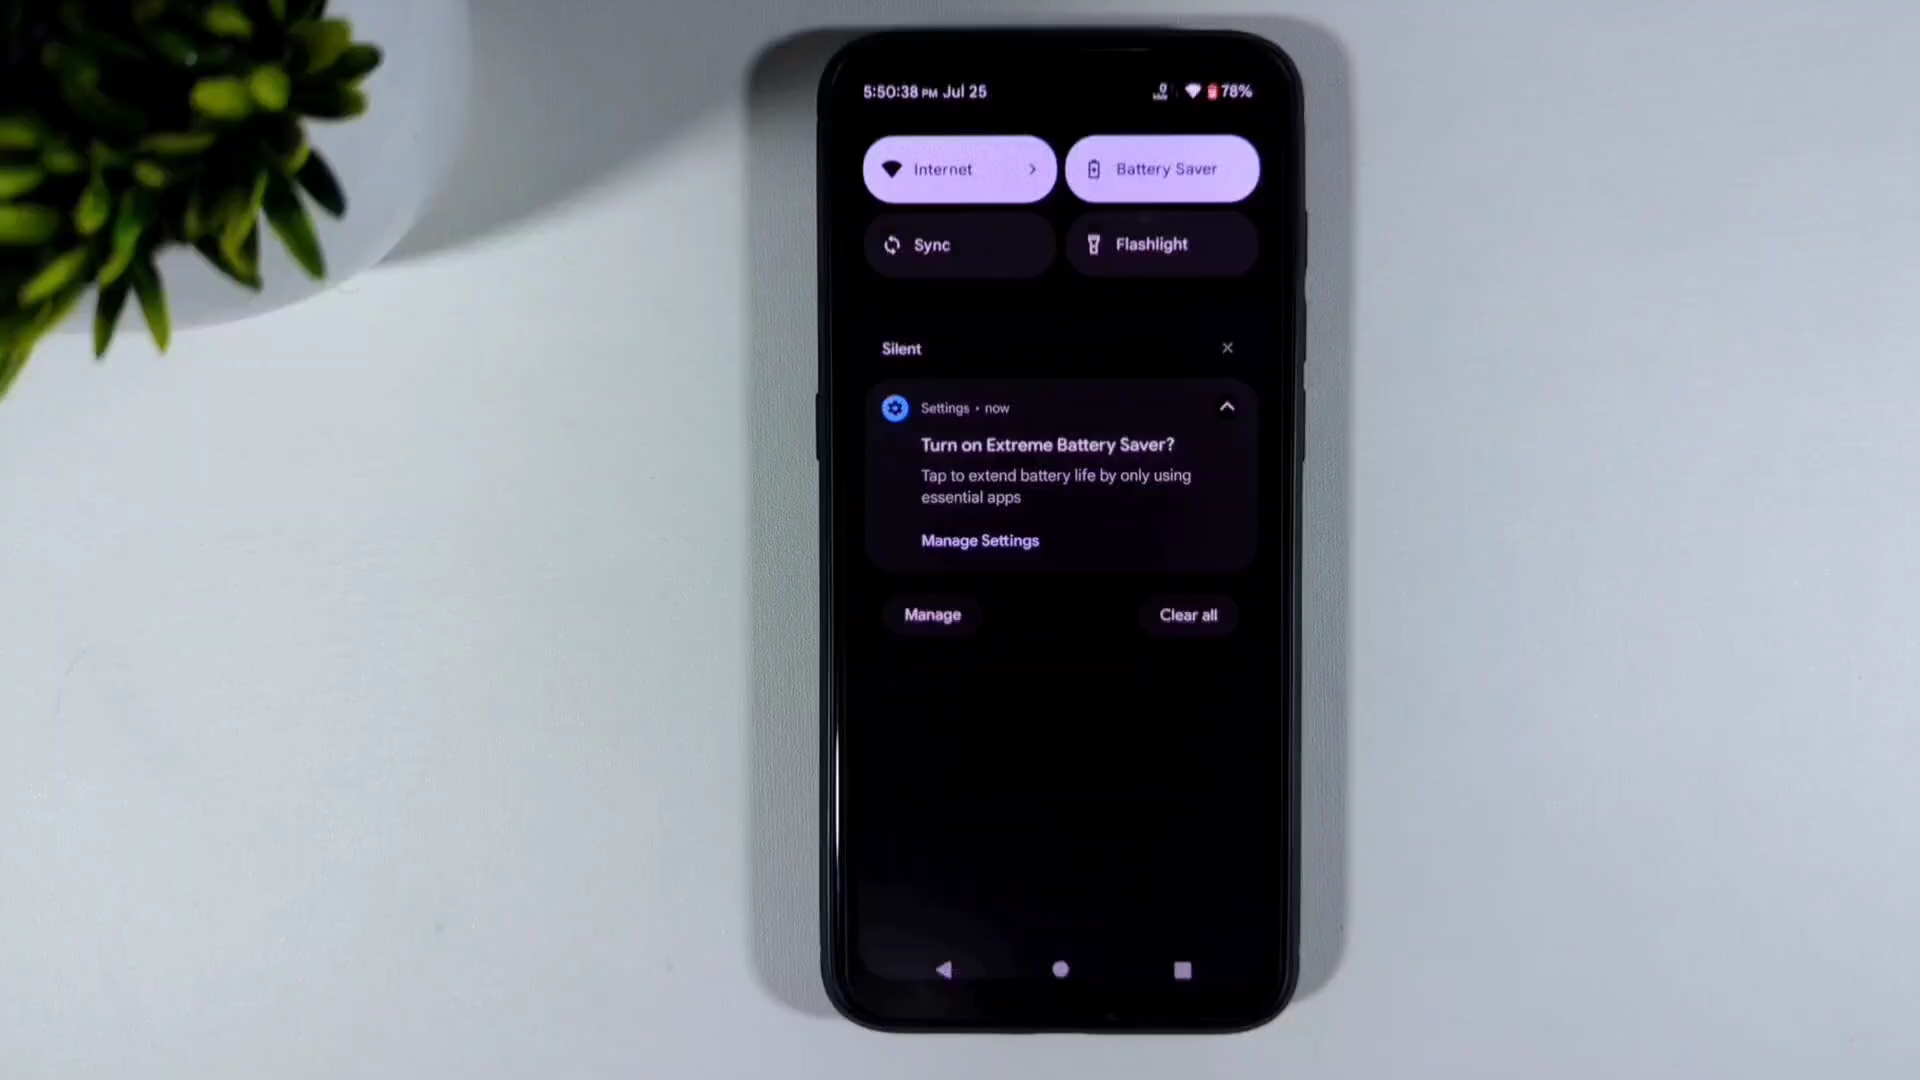 5:50:38 PM Jul 25
78%
Internet
Battery Saver
Sync
Flashlight
Silent
Settings • now
Turn on Extreme Battery Saver?
Tap to extend battery life by only using
essential apps
Manage Settings
Manage
Clear all